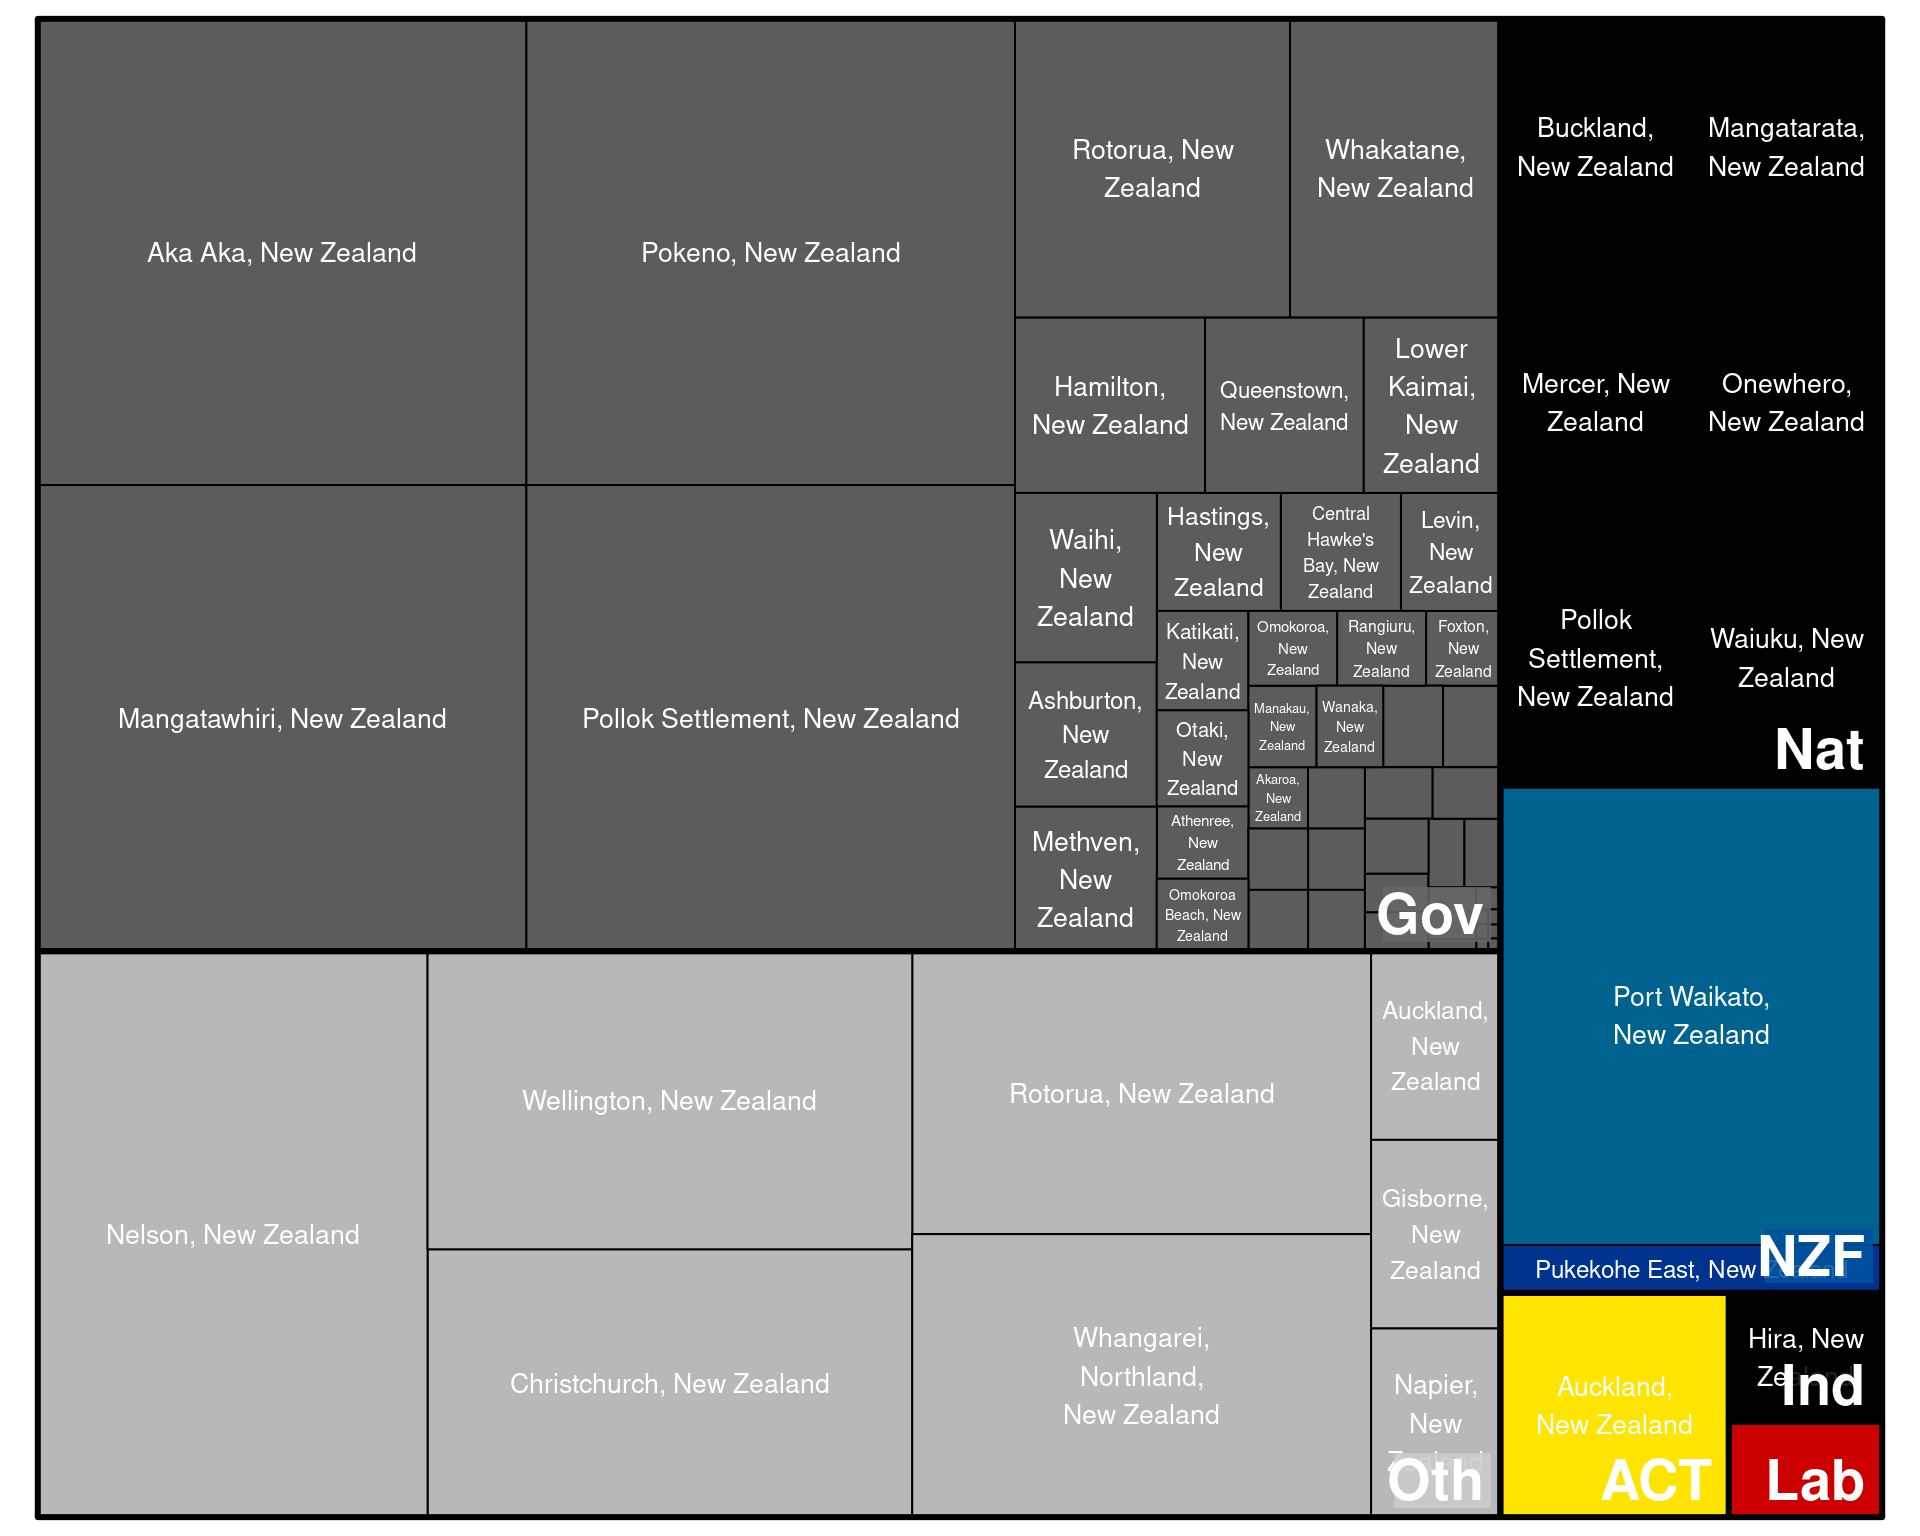 Aka Aka, New Zealand
Pokeno, New Zealand
Mangatawhiri, New Zealand
Pollok Settlement, New Zealand
Rotorua, New
Zealand
Whakatane,
New Zealand
Hamilton,
New Zealand
Queenstown,
New Zealand
Lower
Kaimai,
New
Zealand
Waihi,
New
Zealand
Hastings,
New
Zealand
Central
Hawke's
Bay, New
Zealand
Levin,
New
Zealand
Ashburton,
New
Zealand
Methven,
New
Zealand
Katikati,
New
Zealand
Otaki,
New
Zealand
Athenree,
New
Zealand
Omokoroa
Beach, New
Zealand
Omokoroa,
New
Zealand
Rangiuru,
New
Zealand
Foxton,
New
Zealand
Manakau,
New
Zealand
Wanaka,
New
Zealand
Akaroa,
New
Zealand
Gov
Nelson, New Zealand
Wellington, New Zealand
Christchurch, New Zealand
Rotorua, New Zealand
Whangarei,
Northland,
New Zealand
Auckland,
New
Zealand
Gisborne,
New
Zealand
Napier,
New
Zealand
Oth
Buckland,
New Zealand
Mangatarata,
New Zealand
Mercer, New
Zealand
Onewhero,
New Zealand
Pollok
Settlement,
New Zealand
Waiuku, New
Zealand
Nat
Port Waikato,
New Zealand
Pukekohe East, New Zealand
NZF
Auckland,
New Zealand
ACT
Hira, New
Zealand
Ind
Lab